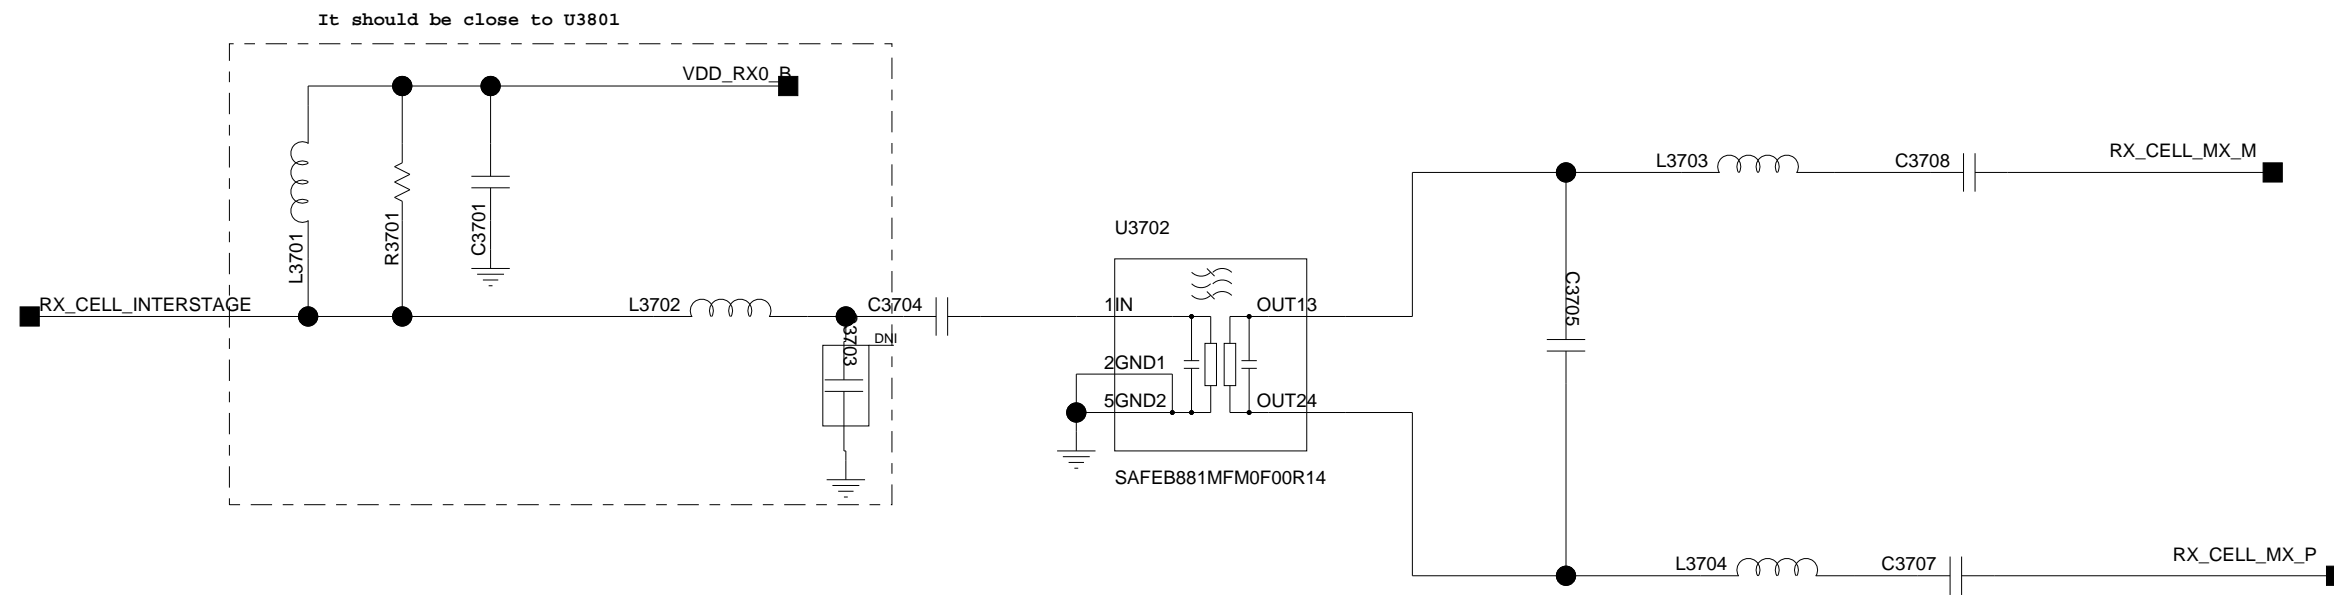 It should be close to U3801
VDD_RX0_B
L3701
R3701
C3701
RX_CELL_INTERSTAGE
L3702
C3704
3703
DNI
U3702
1IN
2GND1
5GND2
OUT13
OUT24
SAFEB881MFM0F00R14
C3705
L3703
C3708
RX_CELL_MX_M
L3704
C3707
RX_CELL_MX_P